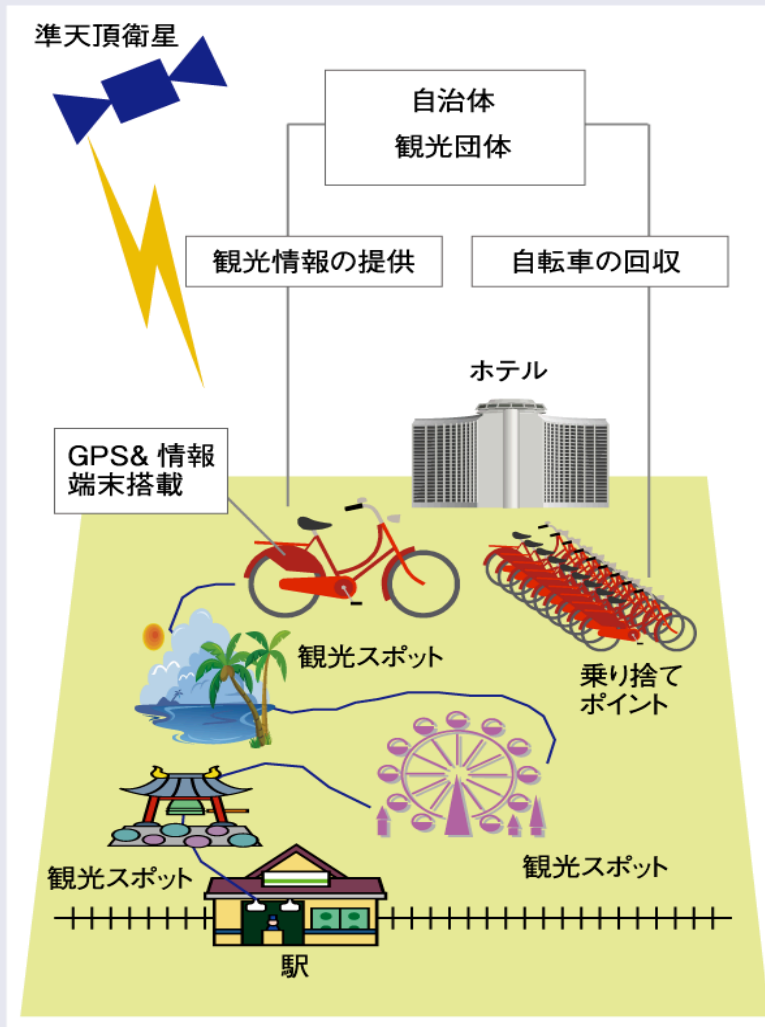 準天頂衛星
自治体
観光団体
観光情報の提供
自転車の回収
ホテル
GPS& 情報
端末搭載
観光スポット
乗り捨て
ポイント
観光スポット
観光スポット
駅